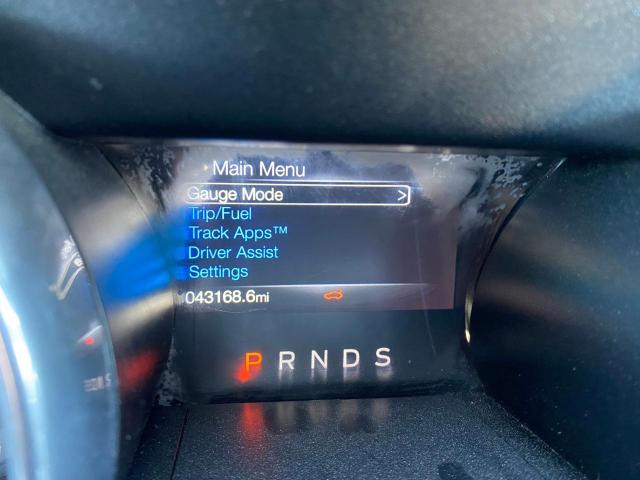 Main Menu
Gauge Mode >
Trip/Fuel
Track Apps™
Driver Assist
Settings
043168.6mi
P R N D S